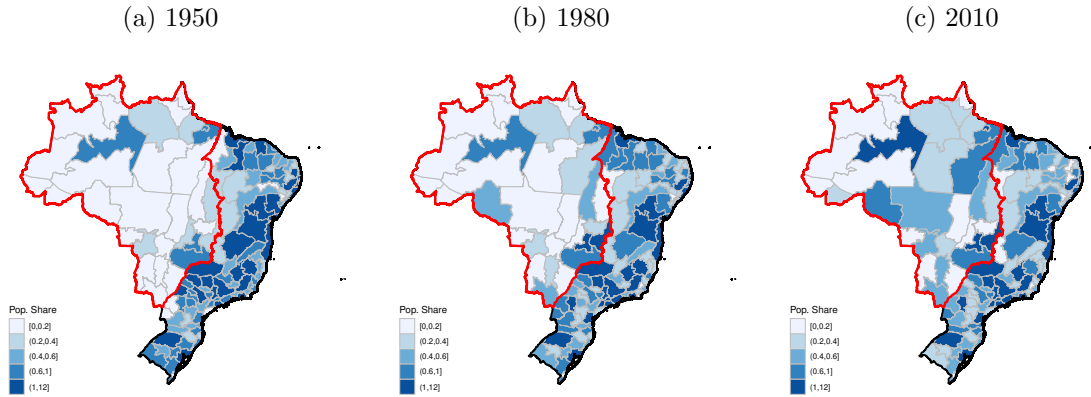 (a) 1950
(b) 1980
(c) 2010
Pop. Share
[0,0.2]
(0.2,0.4]
(0.4,0.6]
(0.6,1]
(1,12]
Pop. Share
[0,0.2]
(0.2,0.4]
(0.4,0.6]
(0.6,1]
(1,12]
Pop. Share
[0,0.2]
(0.2,0.4]
(0.4,0.6]
(0.6,1]
(1,12]